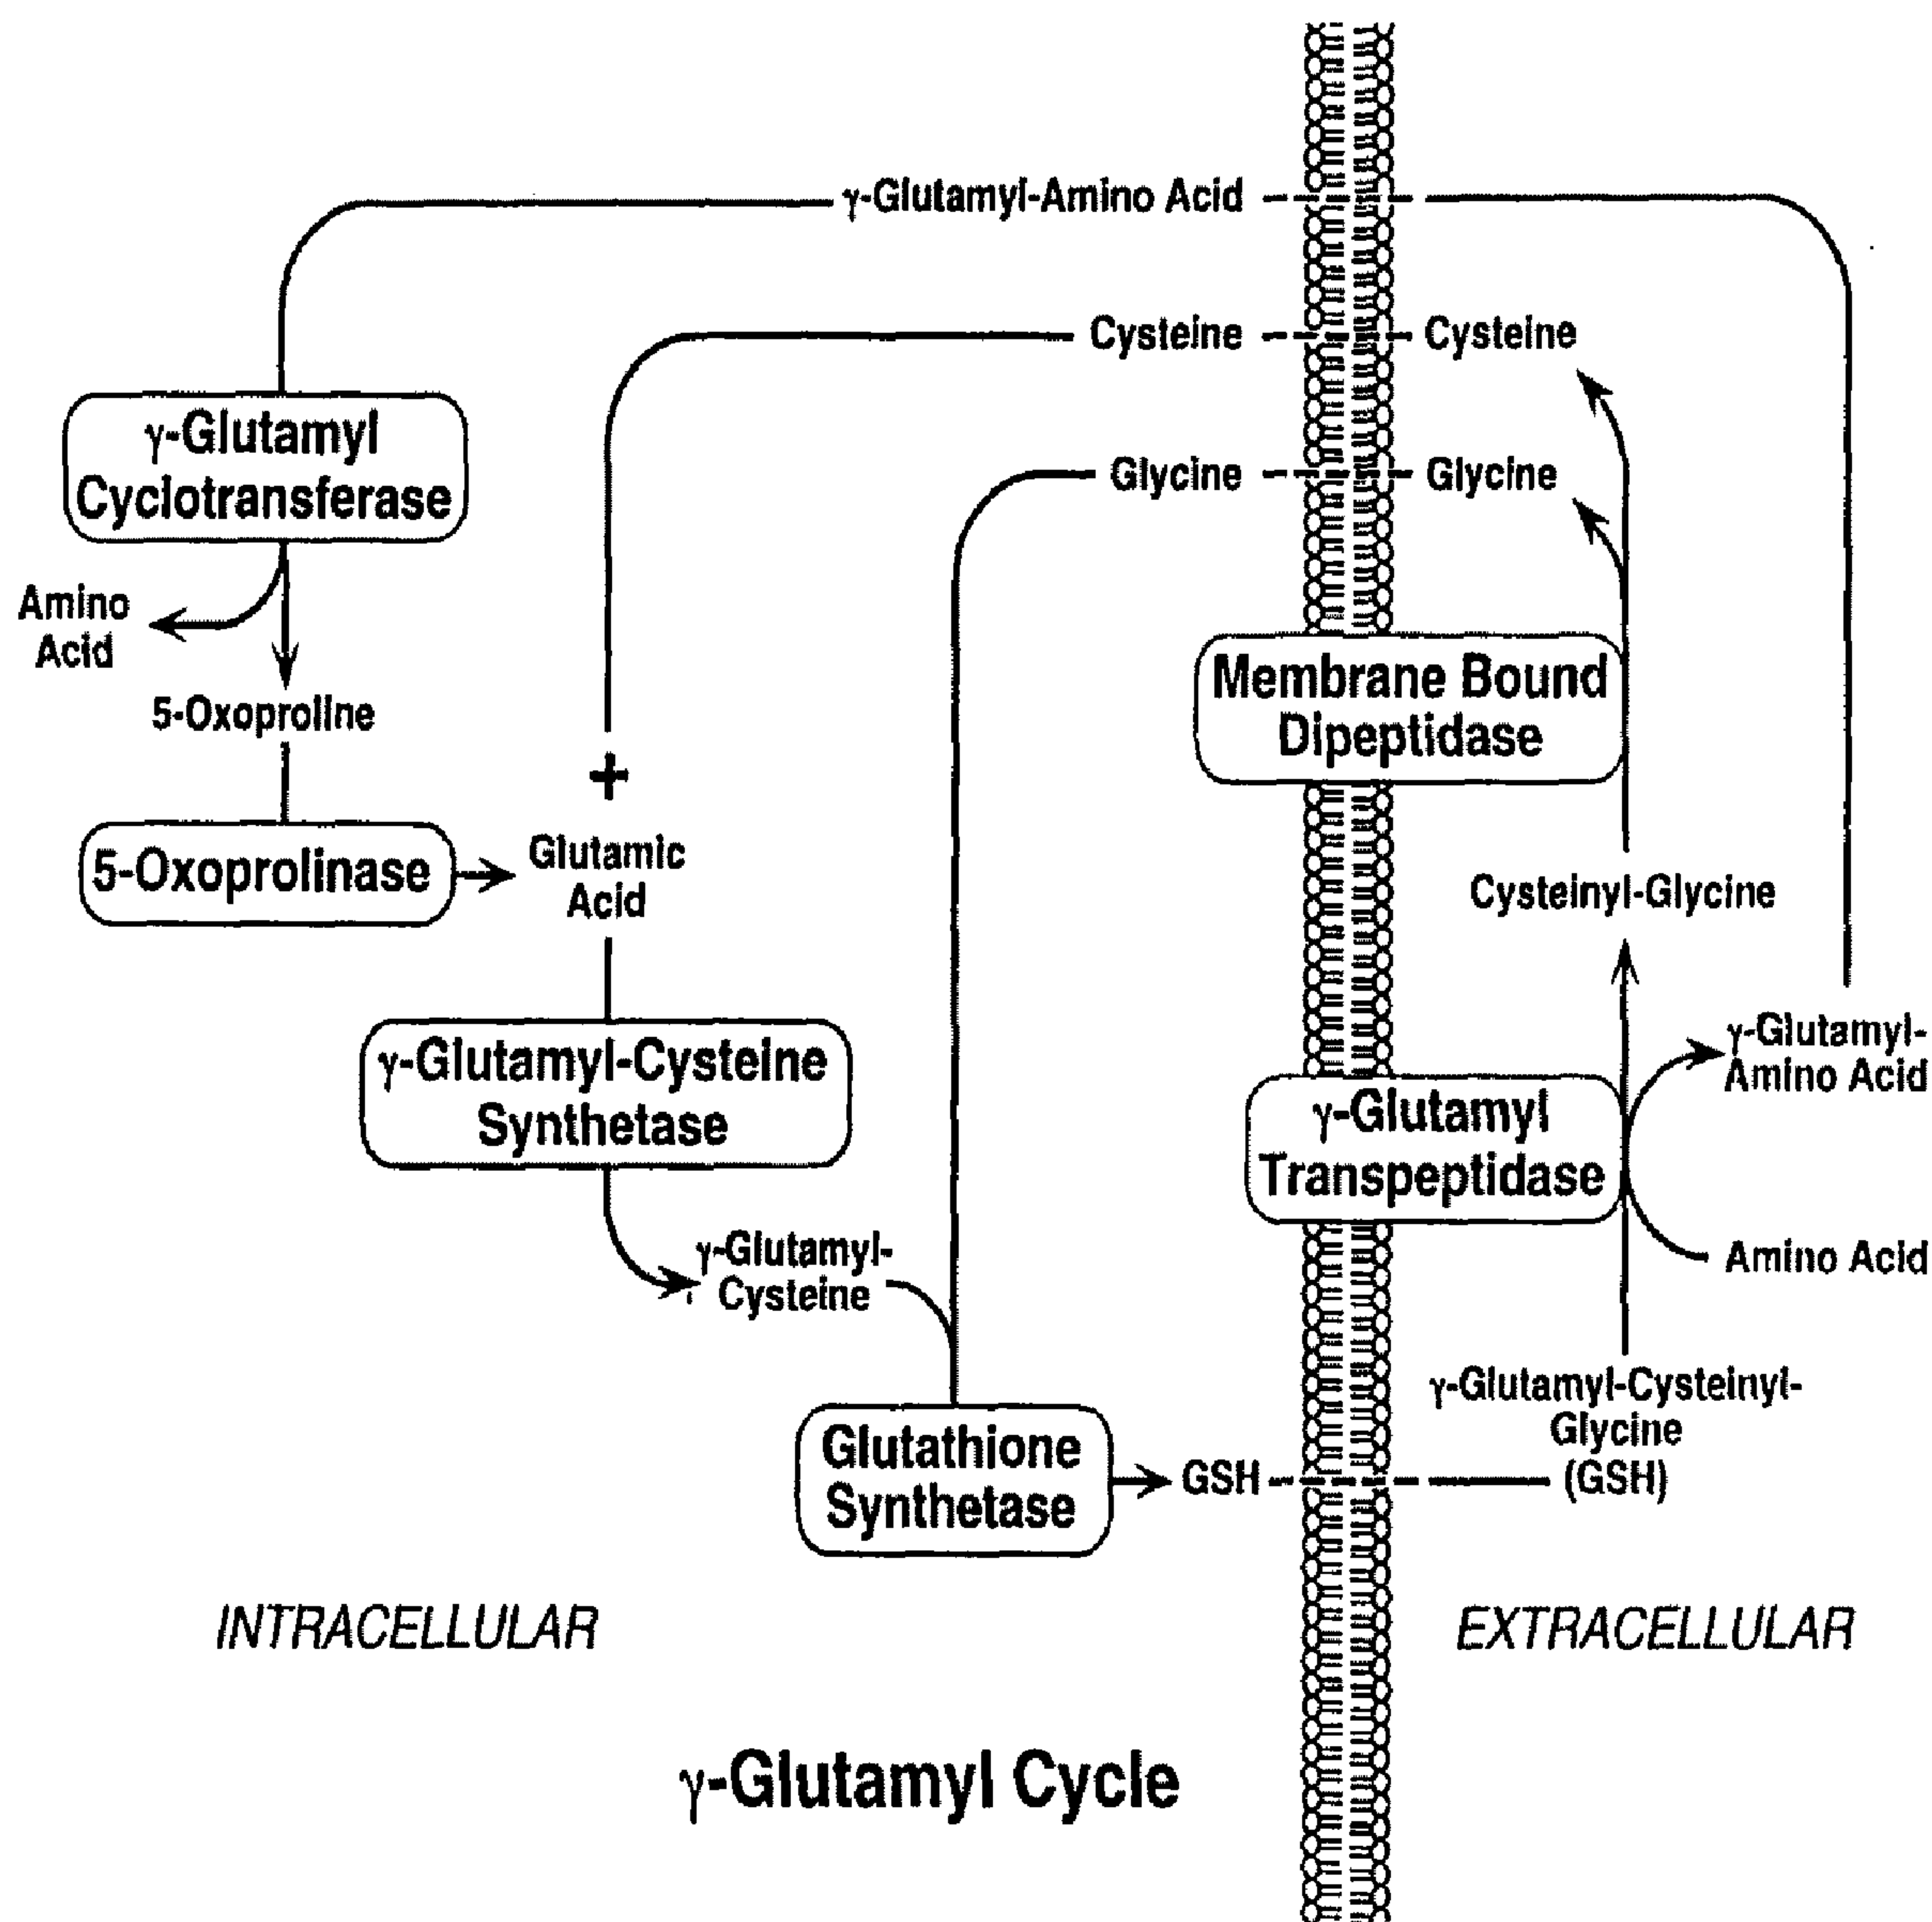 γ-Glutamyl-Amino Acid
Cysteine
Cysteine
γ-Glutamyl
Cyclotransferase
Glycine
Glycine
Amino
Acid
5-Oxoproline
Membrane Bound
Dipeptidase
+
5-Oxoprolinase
Glutamic
Acid
Cysteinyl-Glycine
γ-Glutamyl-Cysteine
Synthetase
γ-Glutamyl-
Amino Acid
γ-Glutamyl
Transpeptidase
Amino Acid
γ-Glutamyl-
Cysteine
γ-Glutamyl-Cysteinyl-
Glycine
(GSH)
Glutathione
Synthetase
GSH
INTRACELLULAR
EXTRACELLULAR
γ-Glutamyl Cycle